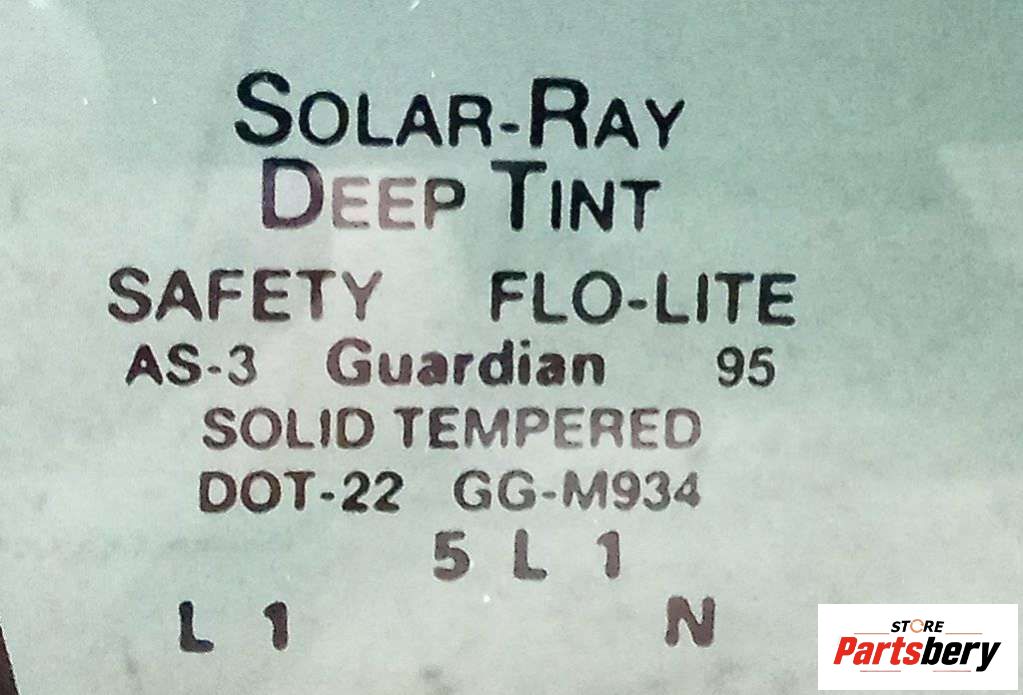 SOLAR-RAY
DEEP TINT
SAFETY FLO-LITE
AS-3 Guardian 95
SOLID TEMPERED
DOT-22 GG-M934
5 L 1
L 1 N
STORE
Partsbery